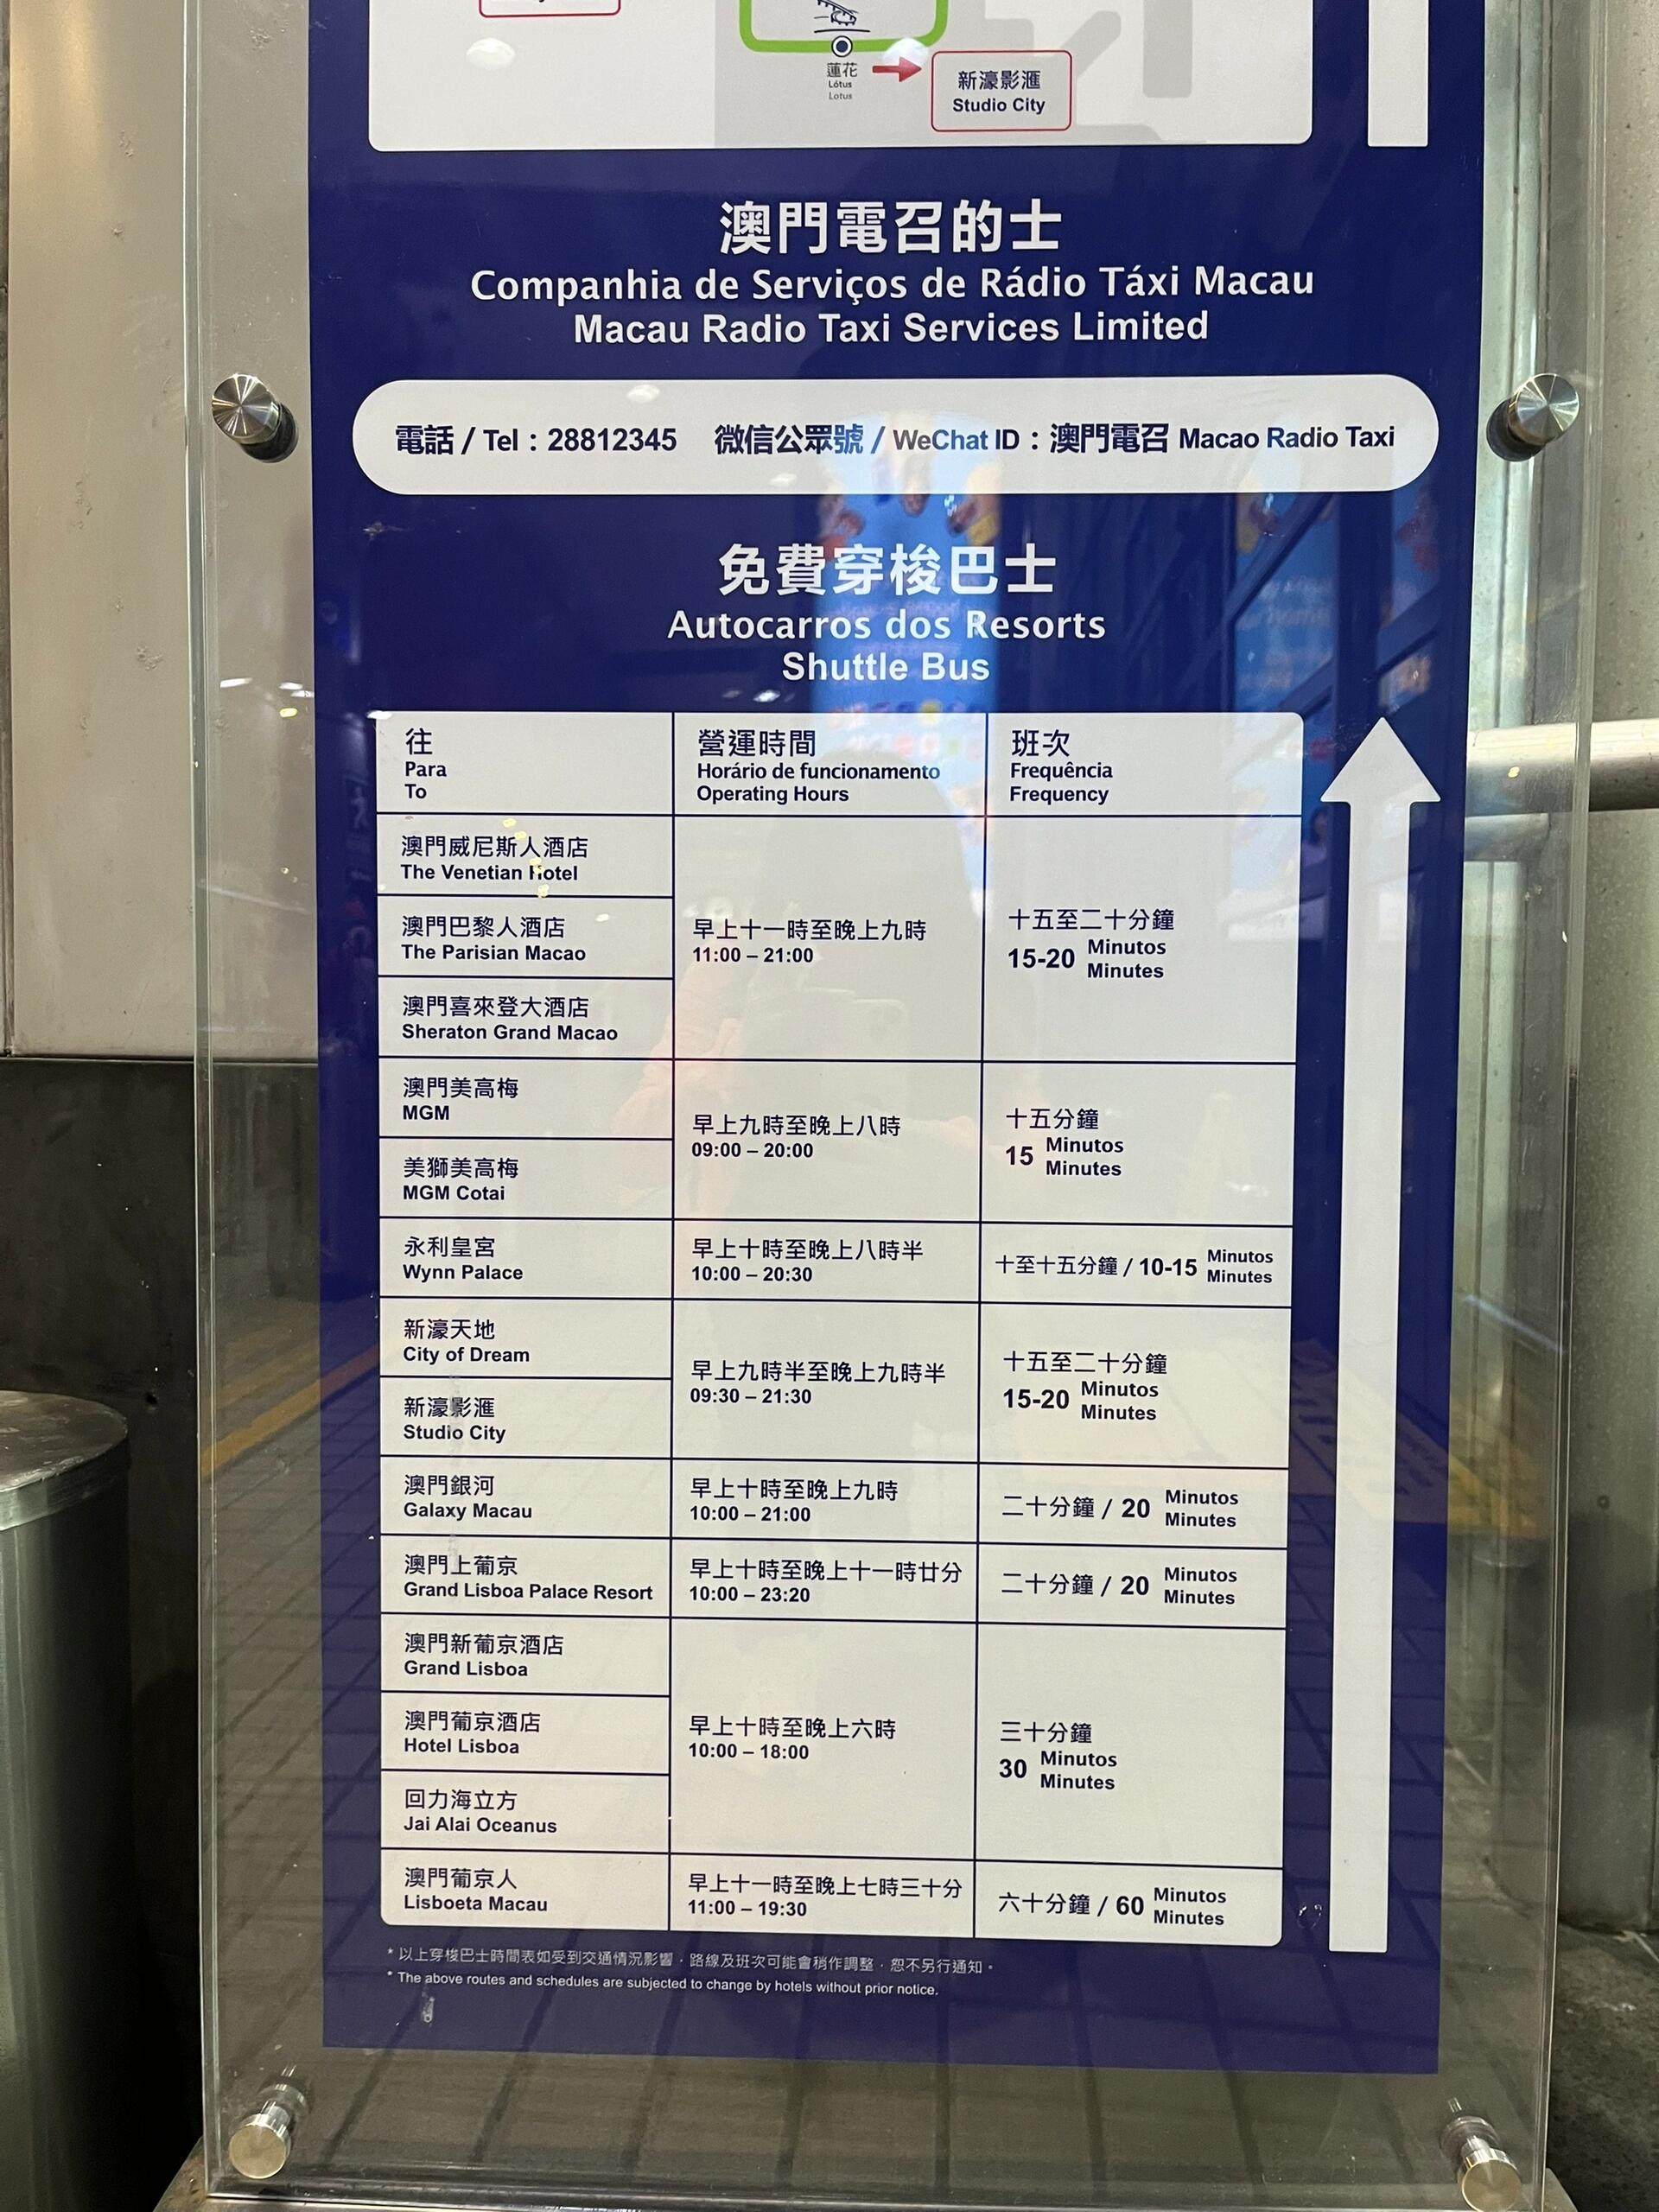 蓮花
Lótus
Lotus
新濠影滙
Studio City
澳門電召的士
Companhia de Serviços de Rádio Táxi Macau
Macau Radio Taxi Services Limited
電話 / Tel : 28812345 微信公眾號 / WeChat ID : 澳門電召 Macao Radio Taxi
免費穿梭巴士
Autocarros dos Resorts
Shuttle Bus
往
Para
To
營運時間
Horário de funcionamento
Operating Hours
班次
Frequência
Frequency
澳門威尼斯人酒店
The Venetian Hotel
澳門巴黎人酒店
The Parisian Macao
澳門喜來登大酒店
Sheraton Grand Macao
早上十一時至晚上九時
11:00 – 21:00
十五至二十分鐘
15-20 Minutos
Minutes
澳門美高梅
MGM
美獅美高梅
MGM Cotai
早上九時至晚上八時
09:00 – 20:00
十五分鐘
15 Minutos
Minutes
永利皇宮
Wynn Palace
早上十時至晚上八時半
10:00 – 20:30
十至十五分鐘 / 10-15 Minutos
Minutes
新濠天地
City of Dream
新濠影滙
Studio City
早上九時半至晚上九時半
09:30 – 21:30
十五至二十分鐘
15-20 Minutos
Minutes
澳門銀河
Galaxy Macau
早上十時至晚上九時
10:00 – 21:00
二十分鐘 / 20 Minutos
Minutes
澳門上葡京
Grand Lisboa Palace Resort
早上十時至晚上十一時廿分
10:00 – 23:20
二十分鐘 / 20 Minutos
Minutes
澳門新葡京酒店
Grand Lisboa
澳門葡京酒店
Hotel Lisboa
回力海立方
Jai Alai Oceanus
早上十時至晚上六時
10:00 – 18:00
三十分鐘
30 Minutos
Minutes
澳門葡京人
Lisboeta Macau
早上十一時至晚上七時三十分
11:00 – 19:30
六十分鐘 / 60 Minutos
Minutes
* 以上穿梭巴士時間表如受到交通情況影響，路線及班次可能會稍作調整，恕不另行通知。
* The above routes and schedules are subjected to change by hotels without prior notice.